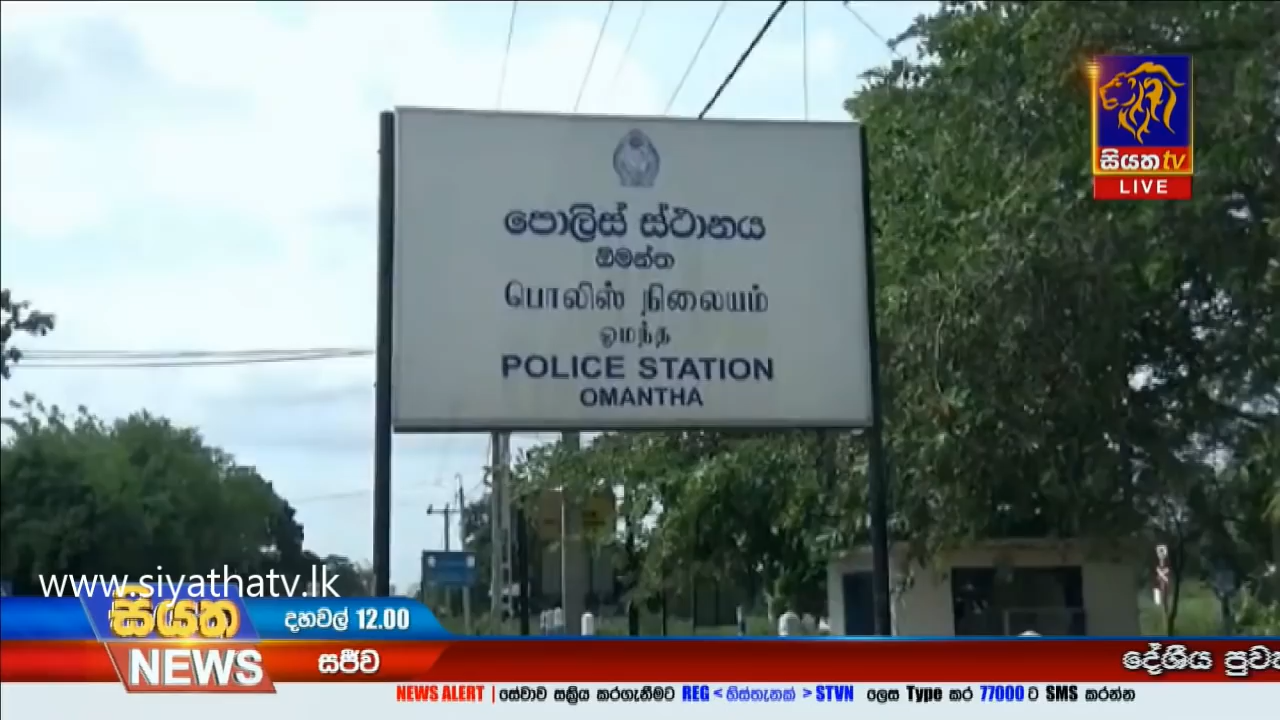 සියත tv
LIVE
පොලිස් ස්ථානය
ඕමන්ත
பொலிஸ் நிலையம்
ஓமந்த
POLICE STATION
OMANTHA
www.siyathatv.lk
සියත
දහවල් 12.00
NEWS
සජීව
දේශීය
NEWS ALERT | සේවාව සක්‍රිය කරගැනීමට REG < හිස්තැනක් > STVN ලෙස Type කර 77000 ට SMS කරන්න